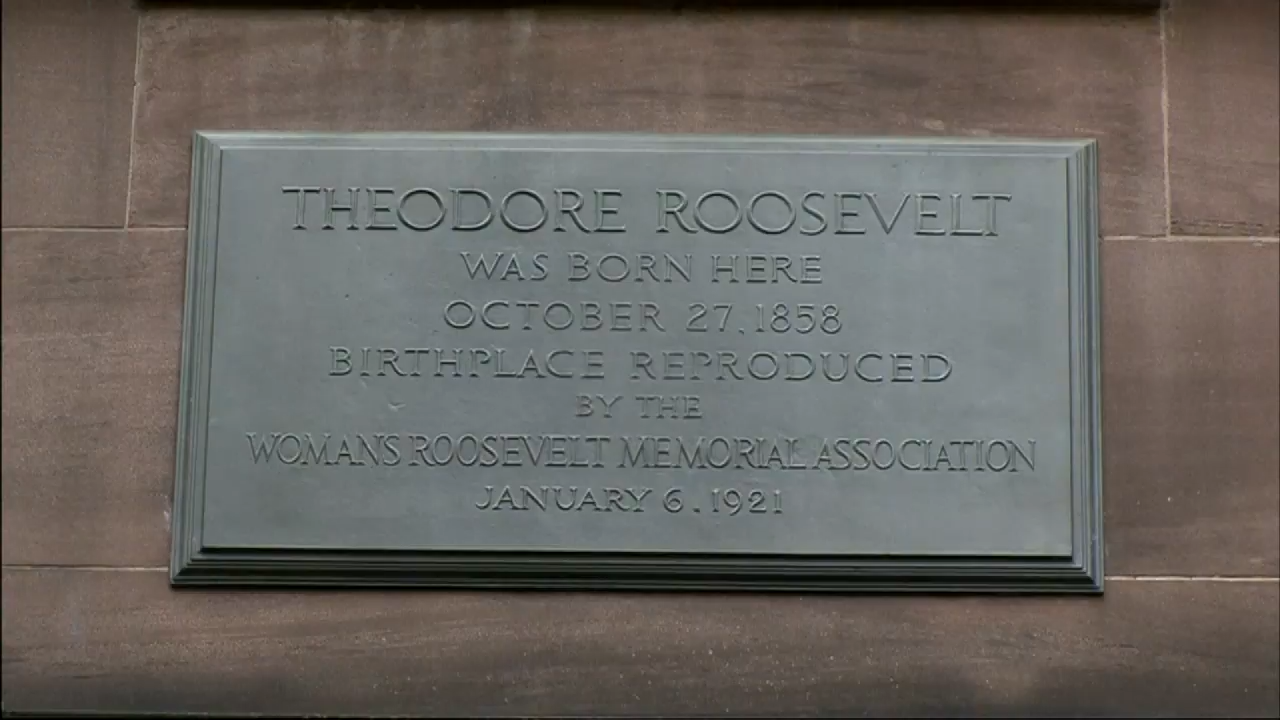 THEODORE ROOSEVELT
WAS BORN HERE
OCTOBER 27, 1858
BIRTHPLACE REPRODUCED
BY THE
WOMANS ROOSEVELT MEMORIAL ASSOCIATION
JANUARY 6, 1921